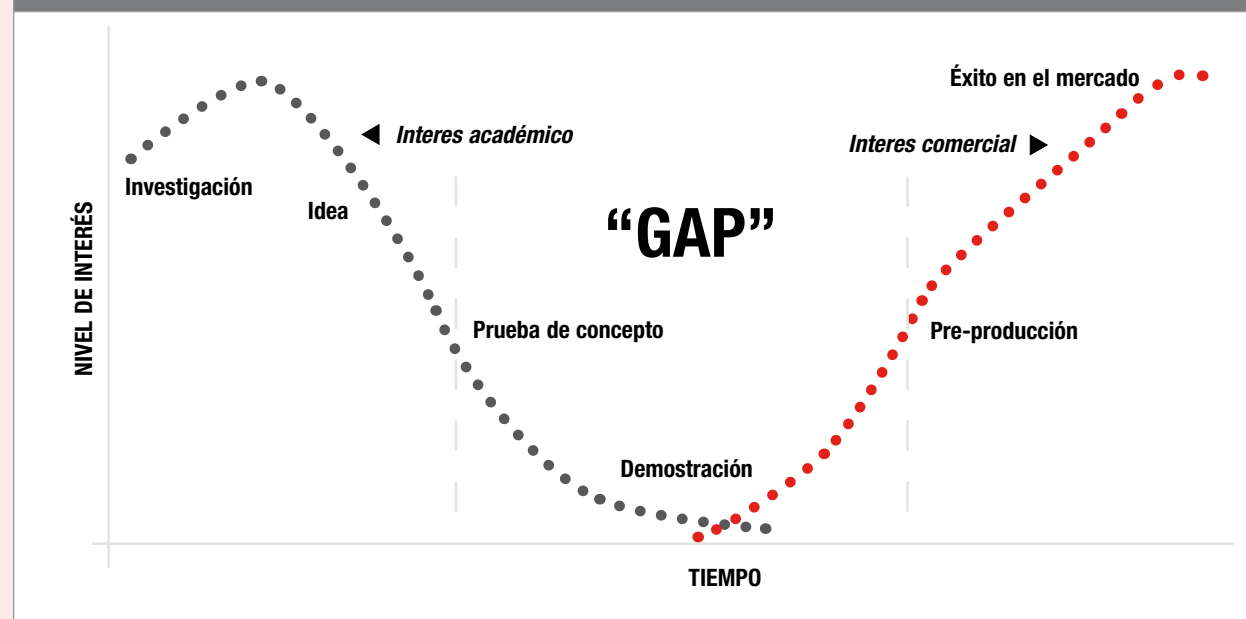 Éxito en el mercado
◄ Interes académico
Interes comercial ►
Investigación
Idea
“GAP”
Prueba de concepto
Pre-producción
Demostración
NIVEL DE INTERÉS
TIEMPO